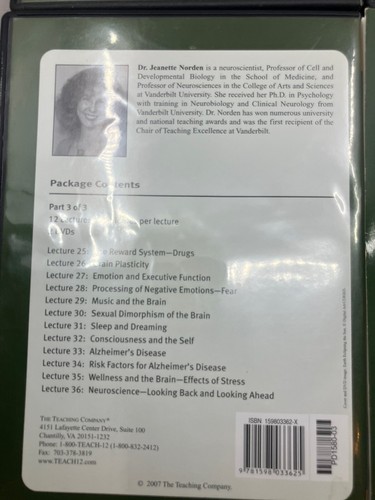 Dr. Jeanette Norden is a neuroscientist, Professor of Cell and
Developmental Biology in the School of Medicine, and
Professor of Neurosciences in the College of Arts and Sciences
at Vanderbilt University. She received her Ph.D. in Psychology
with training in Neurobiology and Clinical Neurology from
Vanderbilt University. Dr. Norden has won numerous university
and national teaching awards and was the first recipient of the
Chair of Teaching Excellence at Vanderbilt.
Package Contents
Part 3 of 3
12 Lectures per lecture
DVDs
Lecture 25: Reward System—Drugs
Lecture 26: Brain Plasticity
Lecture 27: Emotion and Executive Function
Lecture 28: Processing of Negative Emotions—Fear
Lecture 29: Music and the Brain
Lecture 30: Sexual Dimorphism of the Brain
Lecture 31: Sleep and Dreaming
Lecture 32: Consciousness and the Self
Lecture 33: Alzheimer's Disease
Lecture 34: Risk Factors for Alzheimer's Disease
Lecture 35: Wellness and the Brain—Effects of Stress
Lecture 36: Neuroscience—Looking Back and Looking Ahead
THE TEACHING COMPANY®
4151 Lafayette Center Drive, Suite 100
Chantilly, VA 20151-1232
Phone: 1-800-TEACH-12 (1-800-832-2412)
Fax: 703-378-3819
www.TEACH12.com
ISBN 159803362-X
9 781598 033625
PD1580-03
© 2007 The Teaching Company.